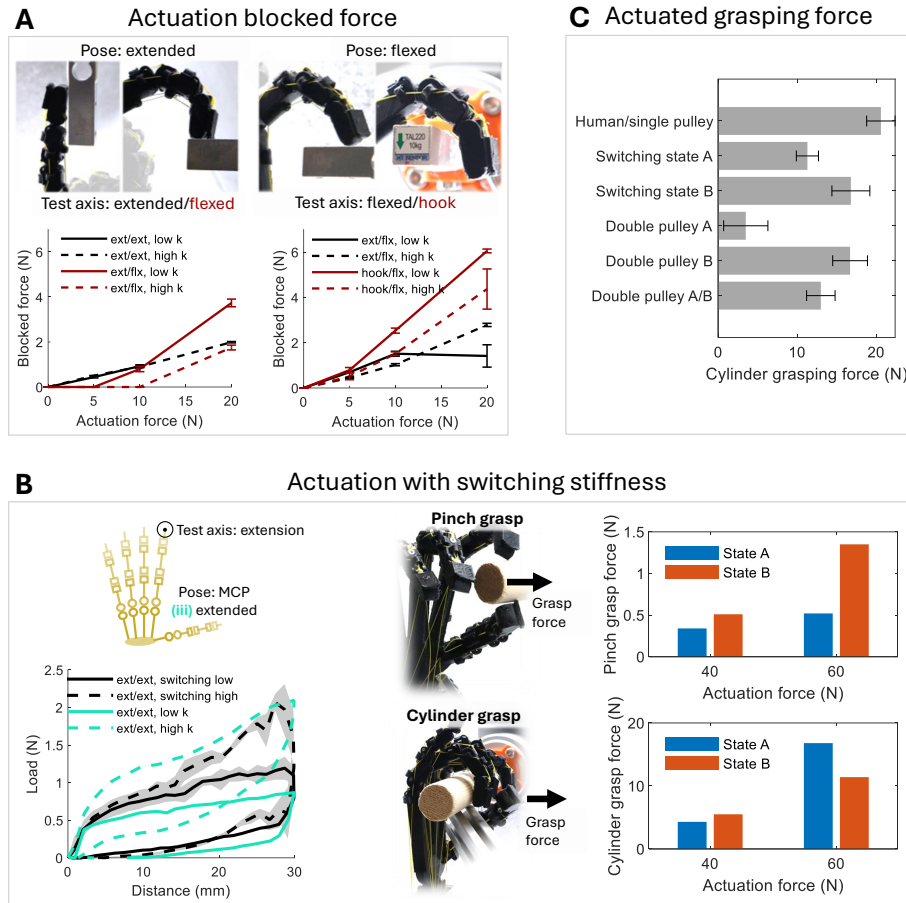 A Actuation blocked force
Pose: extended
Pose: flexed
TAL220
10kg
Test axis: extended/flexed
Test axis: flexed/hook
ext/ext, low k
ext/ext, high k
ext/flx, low k
ext/flx, high k
Blocked force (N)
6
4
2
0
0 5 10 20
Actuation force (N)
ext/flx, low k
ext/flx, high k
hook/flx, low k
hook/flx, high k
Blocked force (N)
6
4
2
0
0 5 10 20
Actuation force (N)
C Actuated grasping force
Human/single pulley
Switching state A
Switching state B
Double pulley A
Double pulley B
Double pulley A/B
0 10 20
Cylinder grasping force (N)
B Actuation with switching stiffness
Test axis: extension
Pose: MCP
(iii) extended
ext/ext, switching low
ext/ext, switching high
ext/ext, low k
ext/ext, high k
Load (N)
2.5
2
1.5
1
0.5
0
0 10 20 30
Distance (mm)
Pinch grasp
Grasp
force
Cylinder grasp
Grasp
force
Pinch grasp force (N)
1.5
1
0.5
0
State A
State B
40 60
Actuation force (N)
Cylinder grasp force (N)
20
10
0
State A
State B
40 60
Actuation force (N)